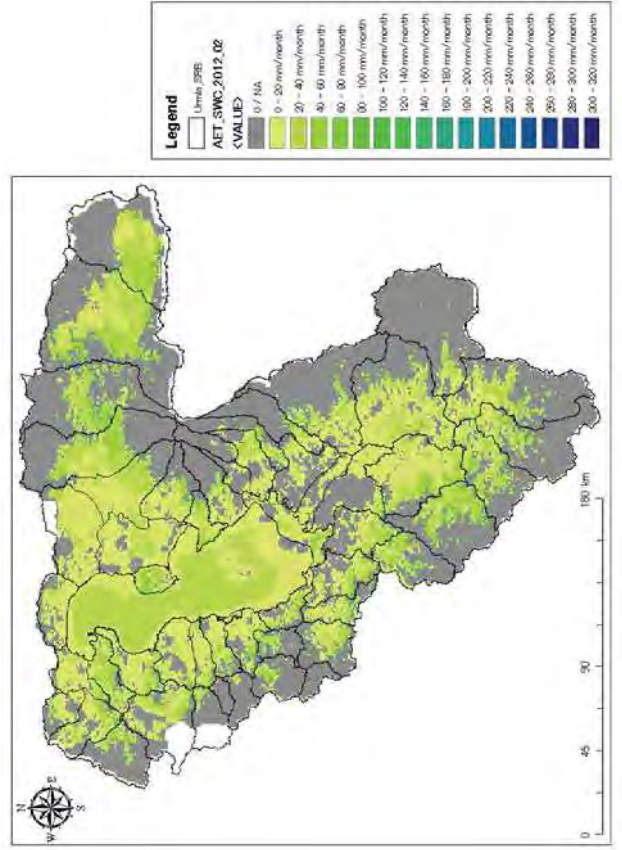 N
W
E
S
0
45
90
180 km
Legend
Urmia_SRB
AET_SWC_2012_02
<VALUE>
0 / NA
0 - 20 mm/month
20 - 40 mm/month
40 - 60 mm/month
60 - 80 mm/month
80 - 100 mm/month
100 - 120 mm/month
120 - 140 mm/month
140 - 160 mm/month
160 - 180 mm/month
180 - 200 mm/month
200 - 220 mm/month
220 - 240 mm/month
240 - 260 mm/month
260 - 280 mm/month
280 - 300 mm/month
300 - 320 mm/month